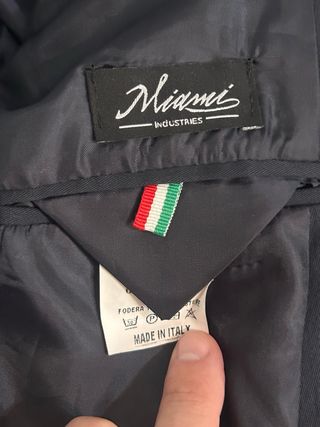 Miami
INDUSTRIES
FODERA
MADE IN ITALY